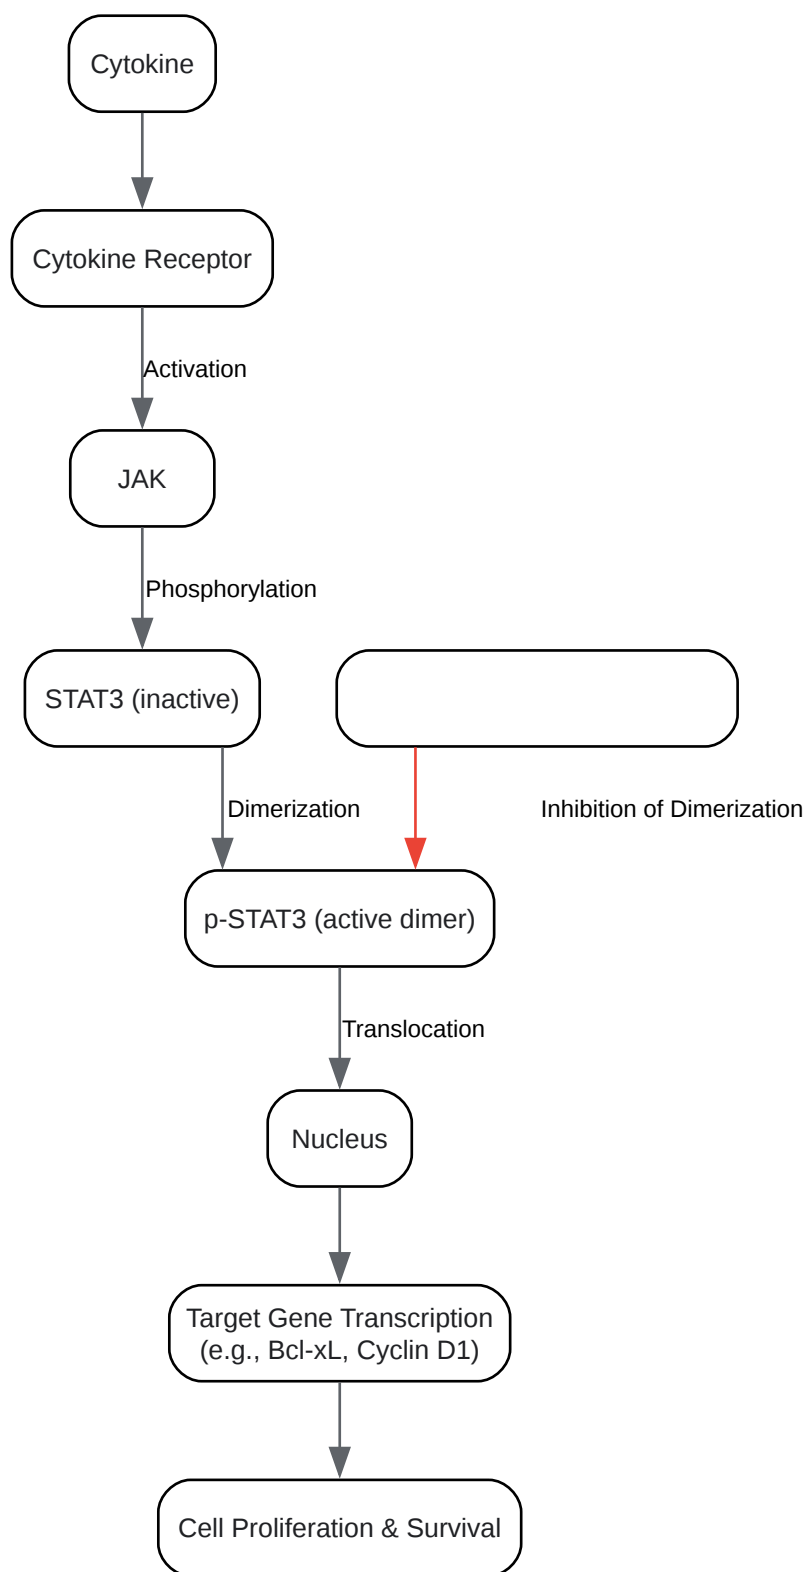 Cytokine
Cytokine Receptor
Activation
JAK
Phosphorylation
STAT3 (inactive)
Dimerization
Inhibition of Dimerization
p-STAT3 (active dimer)
Translocation
Nucleus
Target Gene Transcription
(e.g., Bcl-xL, Cyclin D1)
Cell Proliferation & Survival